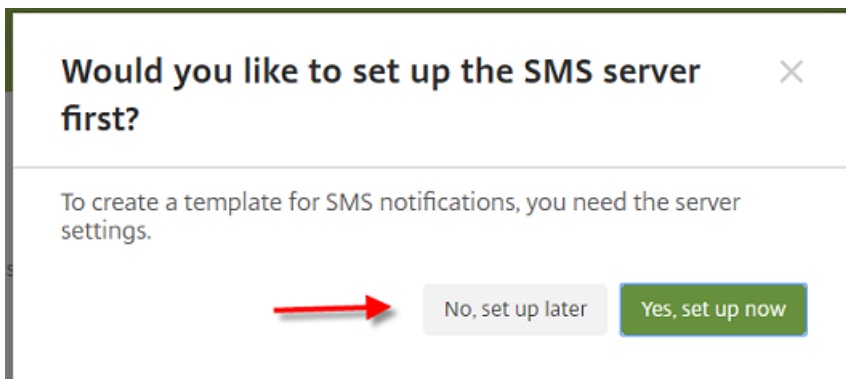 Would you like to set up the SMS server
first?
To create a template for SMS notifications, you need the server
settings.
No, set up later
Yes, set up now